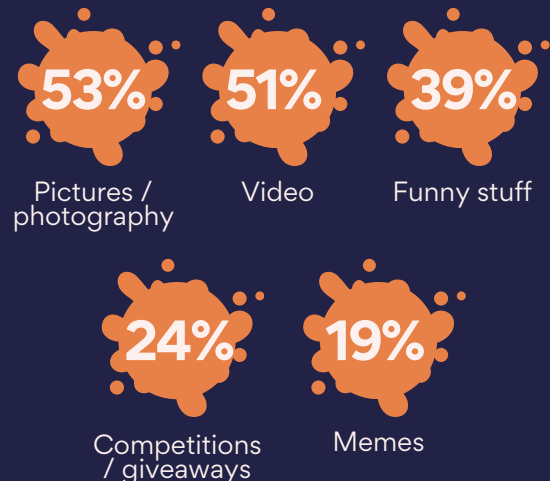 53%
51%
39%
Pictures /
photography
Video
Funny stuff
24%
19%
Competitions
/ giveaways
Memes